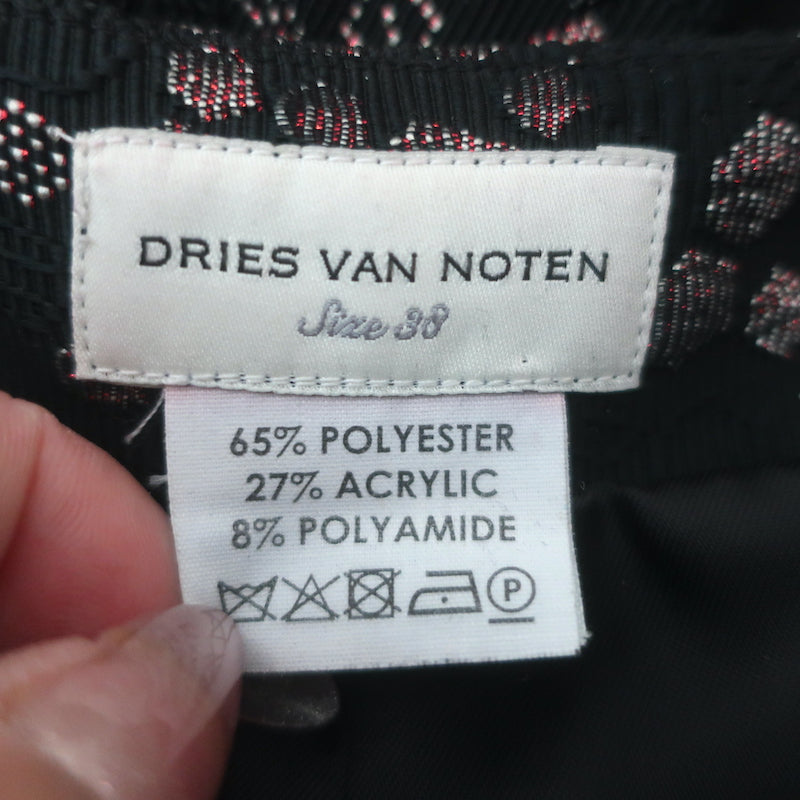 DRIES VAN NOTEN
Size 38
65% POLYESTER
27% ACRYLIC
8% POLYAMIDE
P